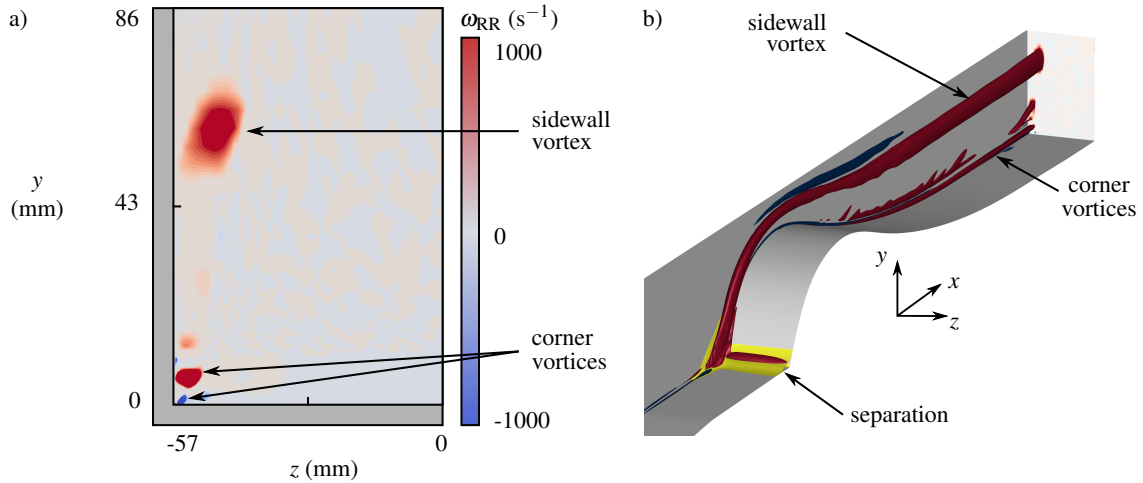 a)
86
ω_RR (s⁻¹)
1000
sidewall
vortex
y
(mm)
43
0
corner
vortices
0
-1000
-57
0
z (mm)
b)
sidewall
vortex
corner
vortices
y
x
z
separation